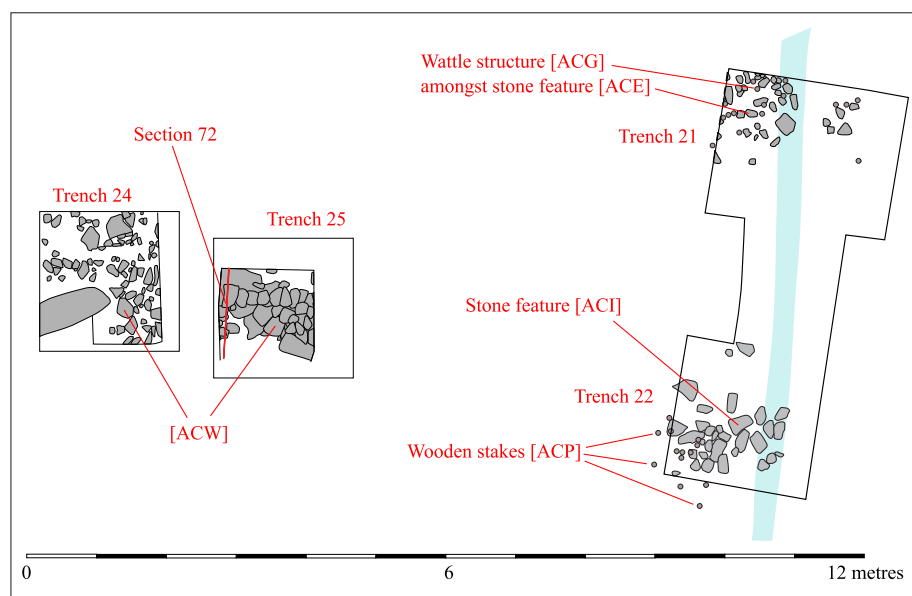 Wattle structure [ACG]
amongst stone feature [ACE]
Section 72
Trench 21
Trench 24
Trench 25
Stone feature [ACI]
Trench 22
[ACW]
Wooden stakes [ACP]
0
6
12 metres